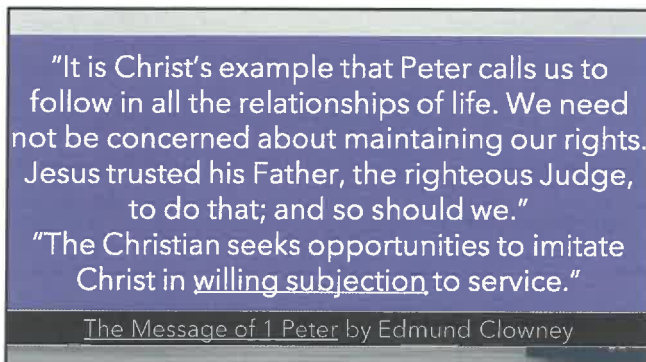 "It is Christ's example that Peter calls us to
follow in all the relationships of life. We need
not be concerned about maintaining our rights.
Jesus trusted his Father, the righteous Judge,
to do that; and so should we."
"The Christian seeks opportunities to imitate
Christ in willing subjection to service."
The Message of 1 Peter by Edmund Clowney